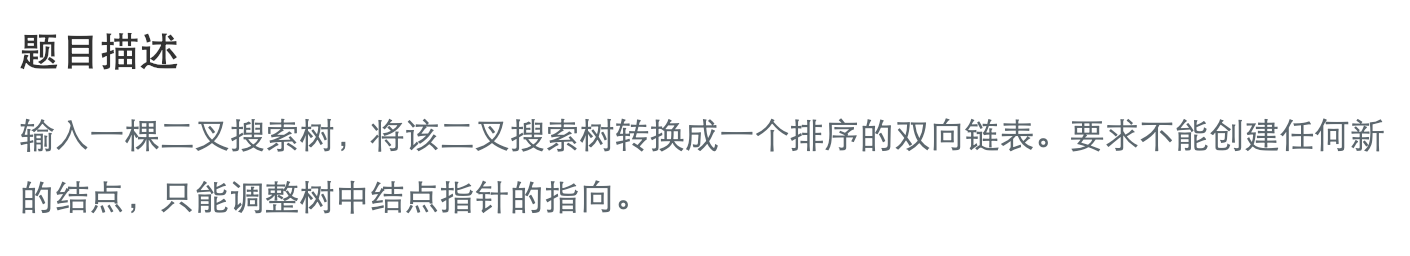 题目描述
输入一棵二叉搜索树，将该二叉搜索树转换成一个排序的双向链表。要求不能创建任何新
的结点，只能调整树中结点指针的指向。